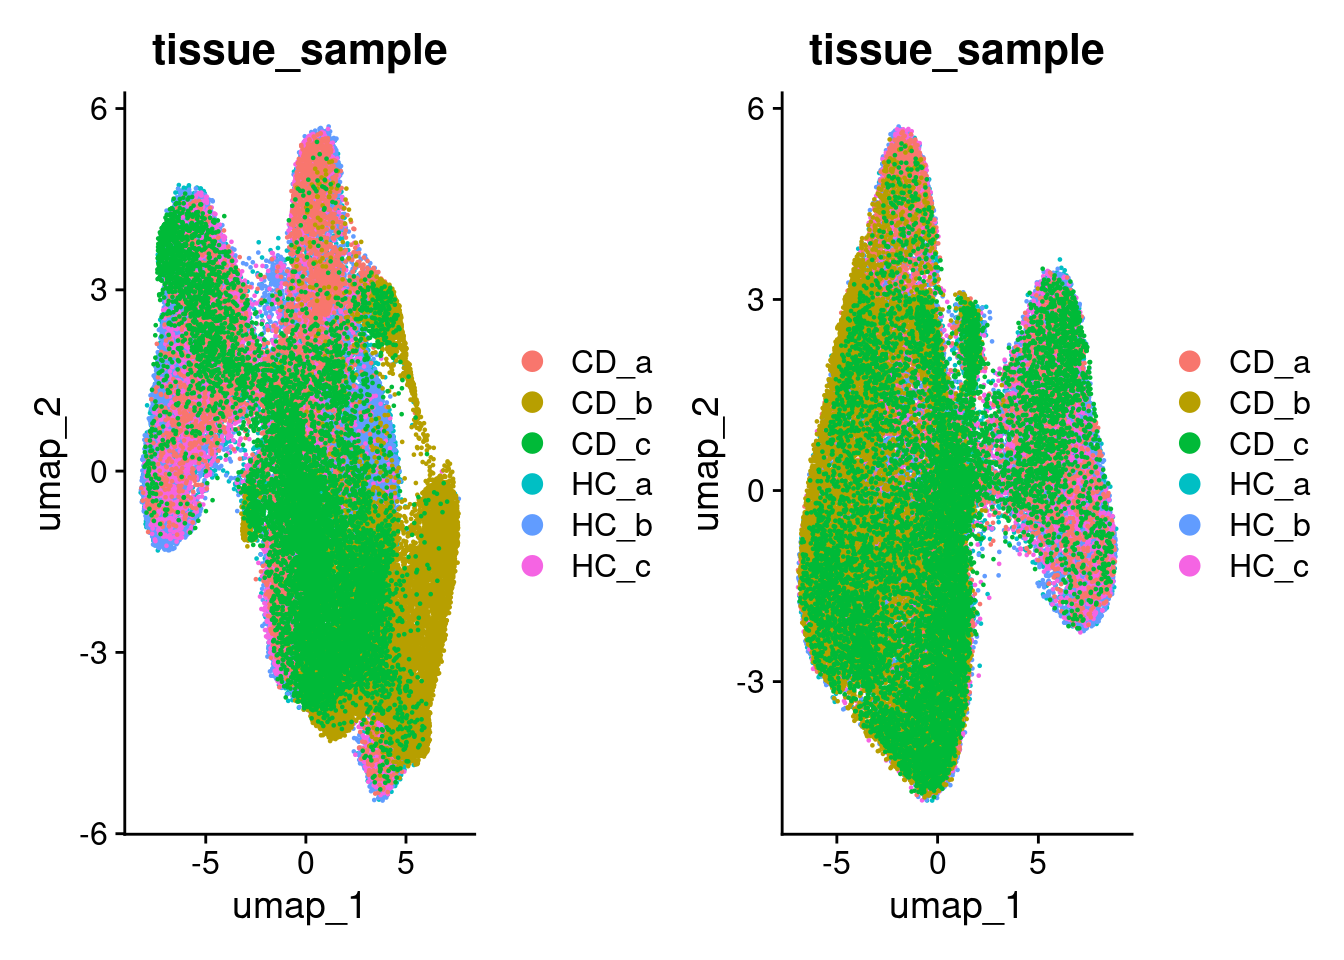 tissue_sample
6
3
0
-3
-6
-5 0 5
umap_1
umap_2
CD_a
CD_b
CD_c
HC_a
HC_b
HC_c
tissue_sample
6
3
0
-3
-5 0 5
umap_1
umap_2
CD_a
CD_b
CD_c
HC_a
HC_b
HC_c